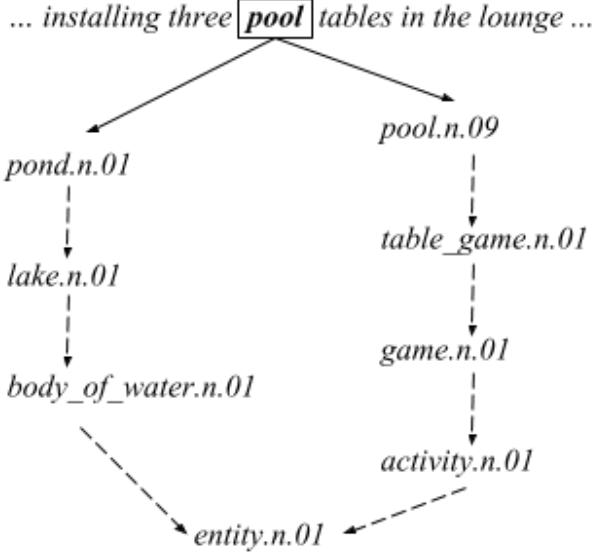 ... installing three pool tables in the lounge ...
pool.n.09
pond.n.01
table_game.n.01
lake.n.01
game.n.01
body_of_water.n.01
activity.n.01
entity.n.01